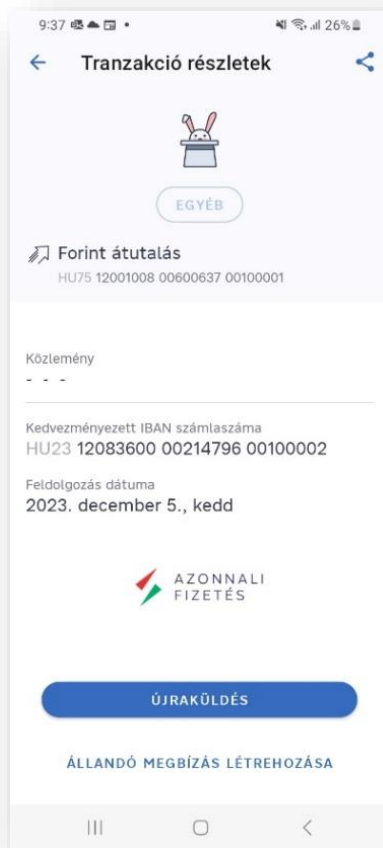 9:37
26%
Tranzakció részletek
EGYÉB
Forint átutalás
HU75 12001008 00600637 00100001
Közlemény
- - -
Kedvezményezett IBAN számlaszáma
HU23 12083600 00214796 00100002
Feldolgozás dátuma
2023. december 5., kedd
AZONNALI
FIZETÉS
ÚJRAKÜLDÉS
ÁLLANDÓ MEGBÍZÁS LÉTREHOZÁSA